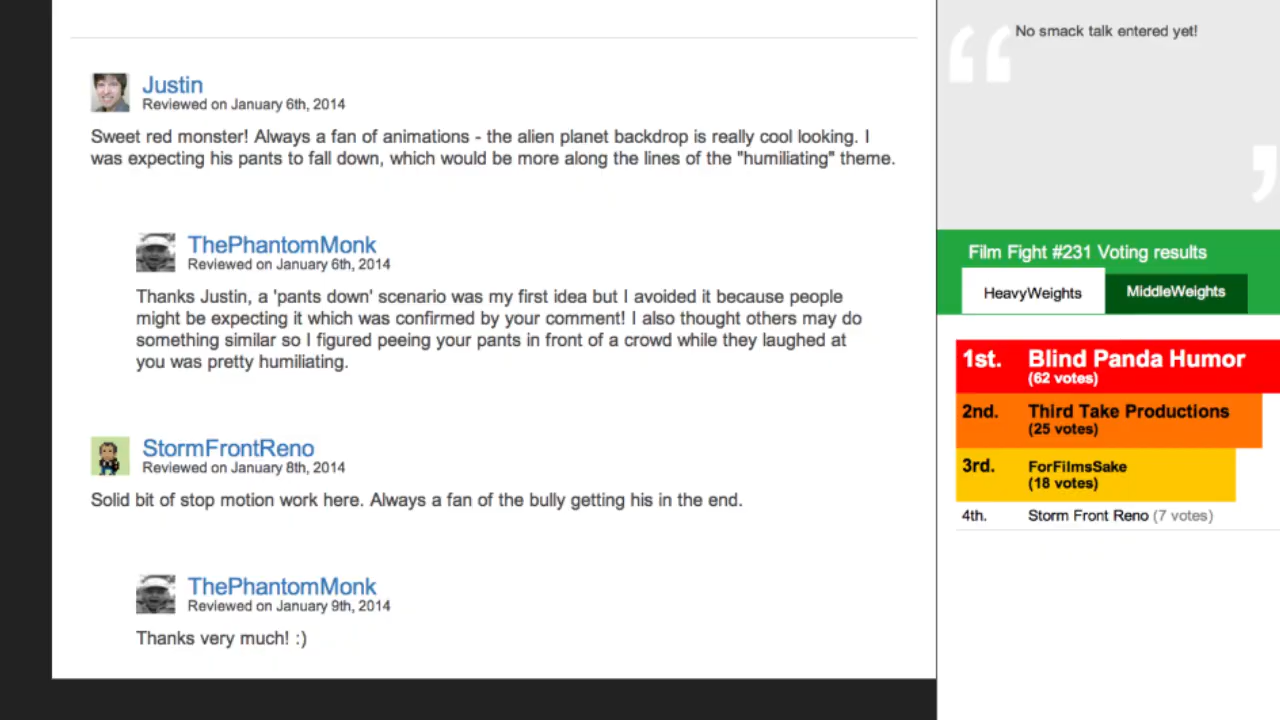 Justin
Reviewed on January 6th, 2014
Sweet red monster! Always a fan of animations - the alien planet backdrop is really cool looking. I
was expecting his pants to fall down, which would be more along the lines of the "humiliating" theme.
ThePhantomMonk
Reviewed on January 6th, 2014
Thanks Justin, a 'pants down' scenario was my first idea but I avoided it because people
might be expecting it which was confirmed by your comment! I also thought others may do
something similar so I figured peeing your pants in front of a crowd while they laughed at
you was pretty humiliating.
StormFrontReno
Reviewed on January 8th, 2014
Solid bit of stop motion work here. Always a fan of the bully getting his in the end.
ThePhantomMonk
Reviewed on January 9th, 2014
Thanks very much! :)
No smack talk entered yet!
Film Fight #231 Voting results
HeavyWeights MiddleWeights
1st. Blind Panda Humor
(62 votes)
2nd. Third Take Productions
(25 votes)
3rd. ForFilmsSake
(18 votes)
4th. Storm Front Reno (7 votes)